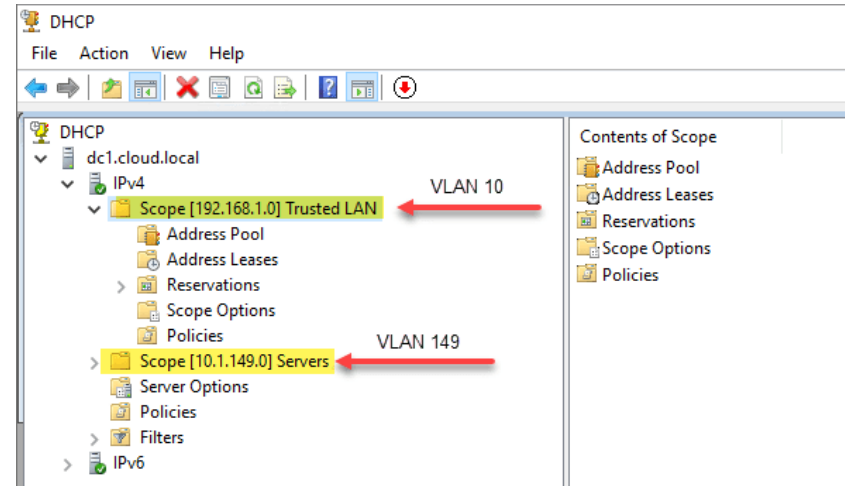 DHCP
File Action View Help
DHCP
dc1.cloud.local
IPv4
VLAN 10
Scope [192.168.1.0] Trusted LAN
Address Pool
Address Leases
Reservations
Scope Options
Policies
VLAN 149
Scope [10.1.149.0] Servers
Server Options
Policies
Filters
IPv6
Contents of Scope
Address Pool
Address Leases
Reservations
Scope Options
Policies